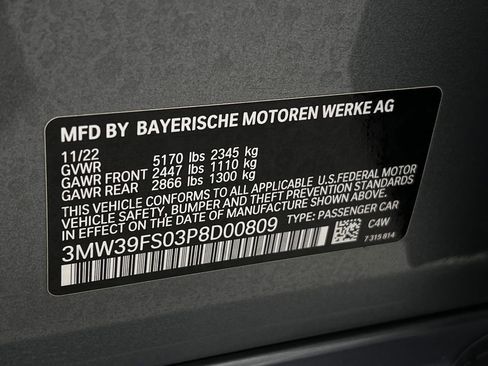 MFD BY BAYERISCHE MOTOREN WERKE AG
11/22
GVWR 5170 lbs 2345 kg
GAWR FRONT 2447 lbs 1110 kg
GAWR REAR 2866 lbs 1300 kg
THIS VEHICLE CONFORMS TO ALL APPLICABLE U.S.FEDERAL MOTOR
VEHICLE SAFETY, BUMPER AND THEFT PREVENTION STANDARDS
IN EFFECT ON THE DATE OF MANUFACTURE SHOWN ABOVE.
3MW39FS03P8D00809 TYPE: PASSENGER CAR
C4W
7 315 814